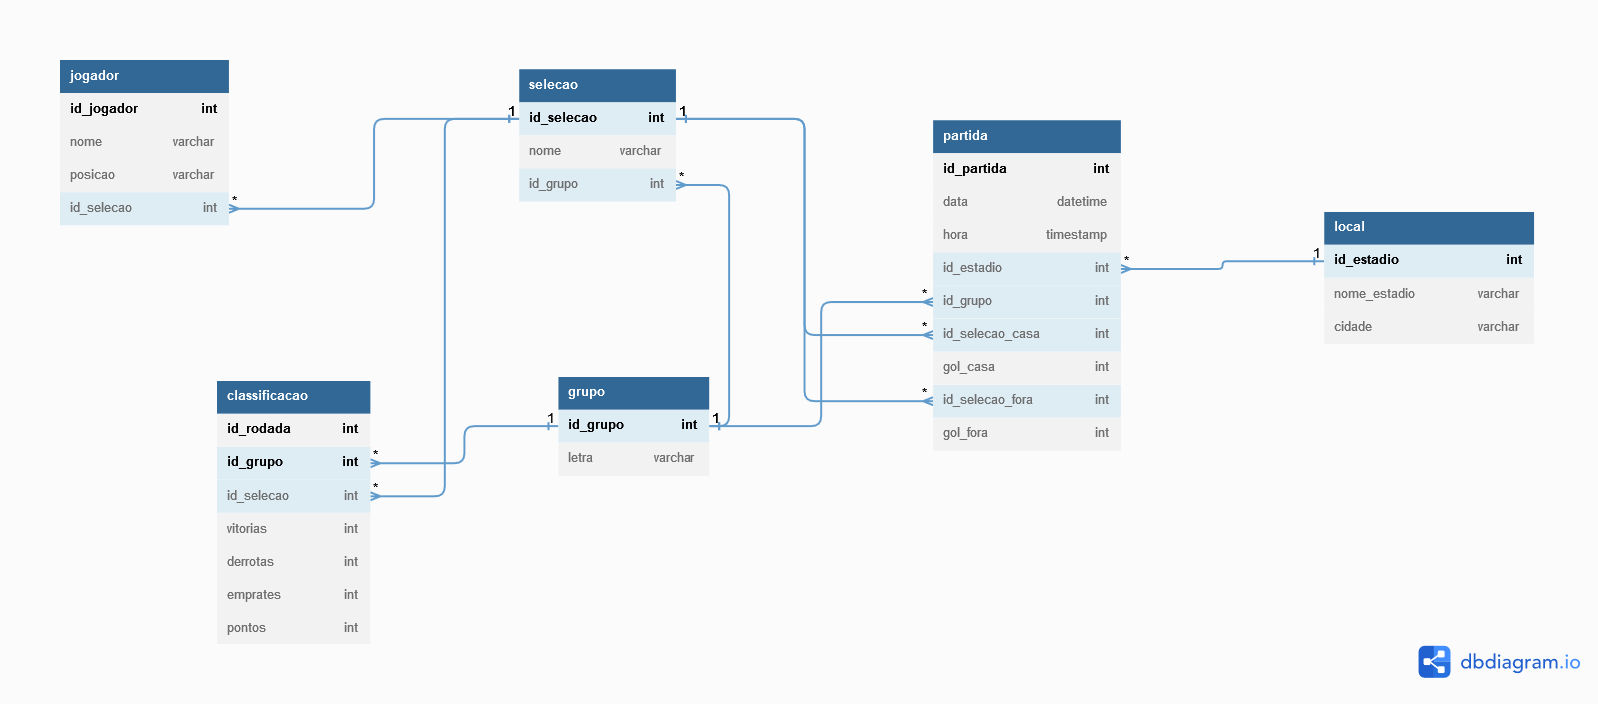 jogador
id_jogador int
nome varchar
posicao varchar
id_selecao int
*
selecao
1 id_selecao int 1
nome varchar
id_grupo int *
partida
id_partida int
data datetime
hora timestamp
id_estadio int *
* id_grupo int
* id_selecao_casa int
gol_casa int
* id_selecao_fora int
gol_fora int
local
1 id_estadio int
nome_estadio varchar
cidade varchar
classificacao
id_rodada int
id_grupo int *
id_selecao int *
vitorias int
derrotas int
emprates int
pontos int
grupo
1 id_grupo int 1
letra varchar
dbdiagram.io